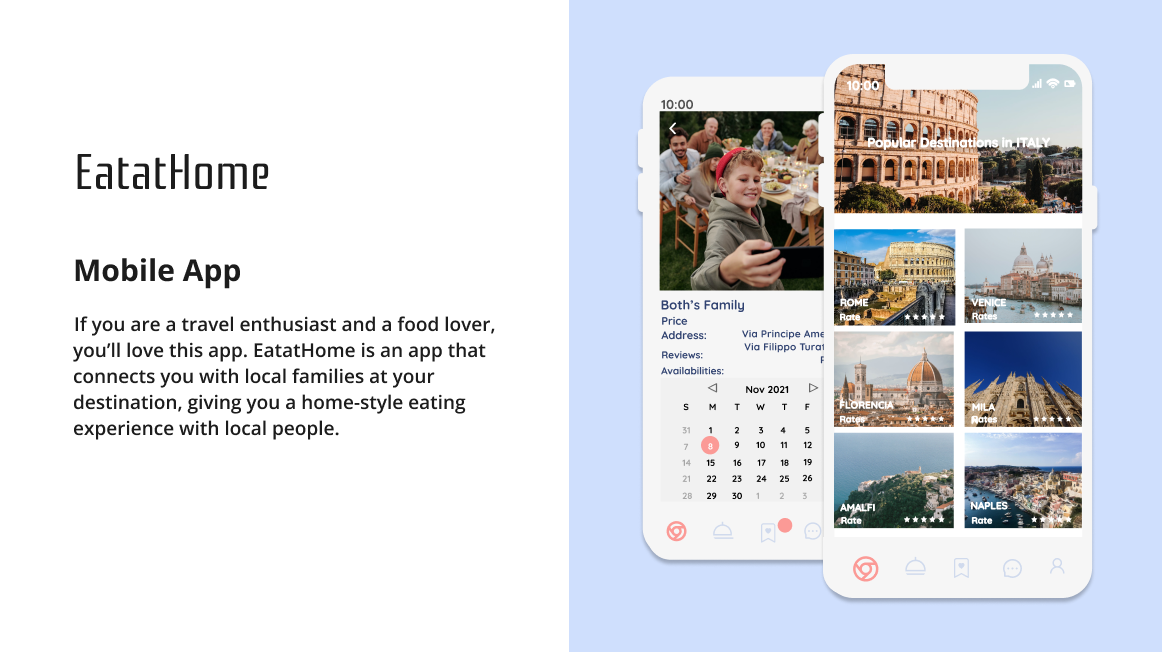 EatatHome
Mobile App
If you are a travel enthusiast and a food lover,
you’ll love this app. EatatHome is an app that
connects you with local families at your
destination, giving you a home-style eating
experience with local people.
10:00
Both’s Family
Price
Address:
Via Principe Ame
Via Filippo Turat
Reviews:
Availabilities:
Nov 2021
S M T W T F
31 1 2 3 4 5
7 8 9 10 11 12
14 15 16 17 18 19
21 22 23 24 25 26
28 29 30 1 2 3
10:00
Popular Destinations in ITALY
ROME
Rate
VENICE
Rates
FLORENCIA
Rates
MILA
Rates
AMALFI
Rate
NAPLES
Rate